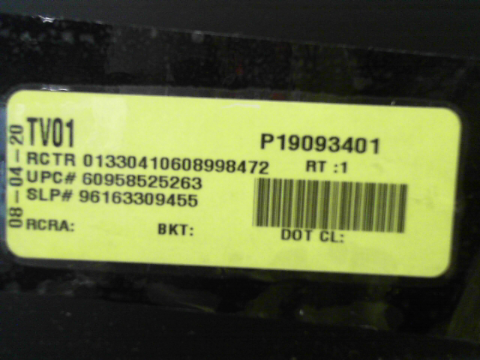 08-04-20
TV01
P19093401
RCTR 01330410608998472
RT :1
UPC# 60958525263
SLP# 96163309455
RCRA:
BKT:
DOT CL: